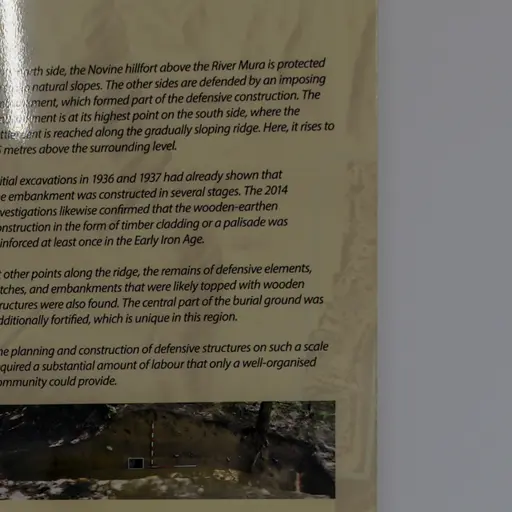 north side, the Novine hillfort above the River Mura is protected
natural slopes. The other sides are defended by an imposing
embankment, which formed part of the defensive construction. The
embankment is at its highest point on the south side, where the
settlement is reached along the gradually sloping ridge. Here, it rises to
metres above the surrounding level.
itial excavations in 1936 and 1937 had already shown that
e embankment was constructed in several stages. The 2014
vestigations likewise confirmed that the wooden-earthen
onstruction in the form of timber cladding or a palisade was
inforced at least once in the Early Iron Age.
other points along the ridge, the remains of defensive elements,
tches, and embankments that were likely topped with wooden
ructures were also found. The central part of the burial ground was
dditionally fortified, which is unique in this region.
he planning and construction of defensive structures on such a scale
quired a substantial amount of labour that only a well-organised
ommunity could provide.